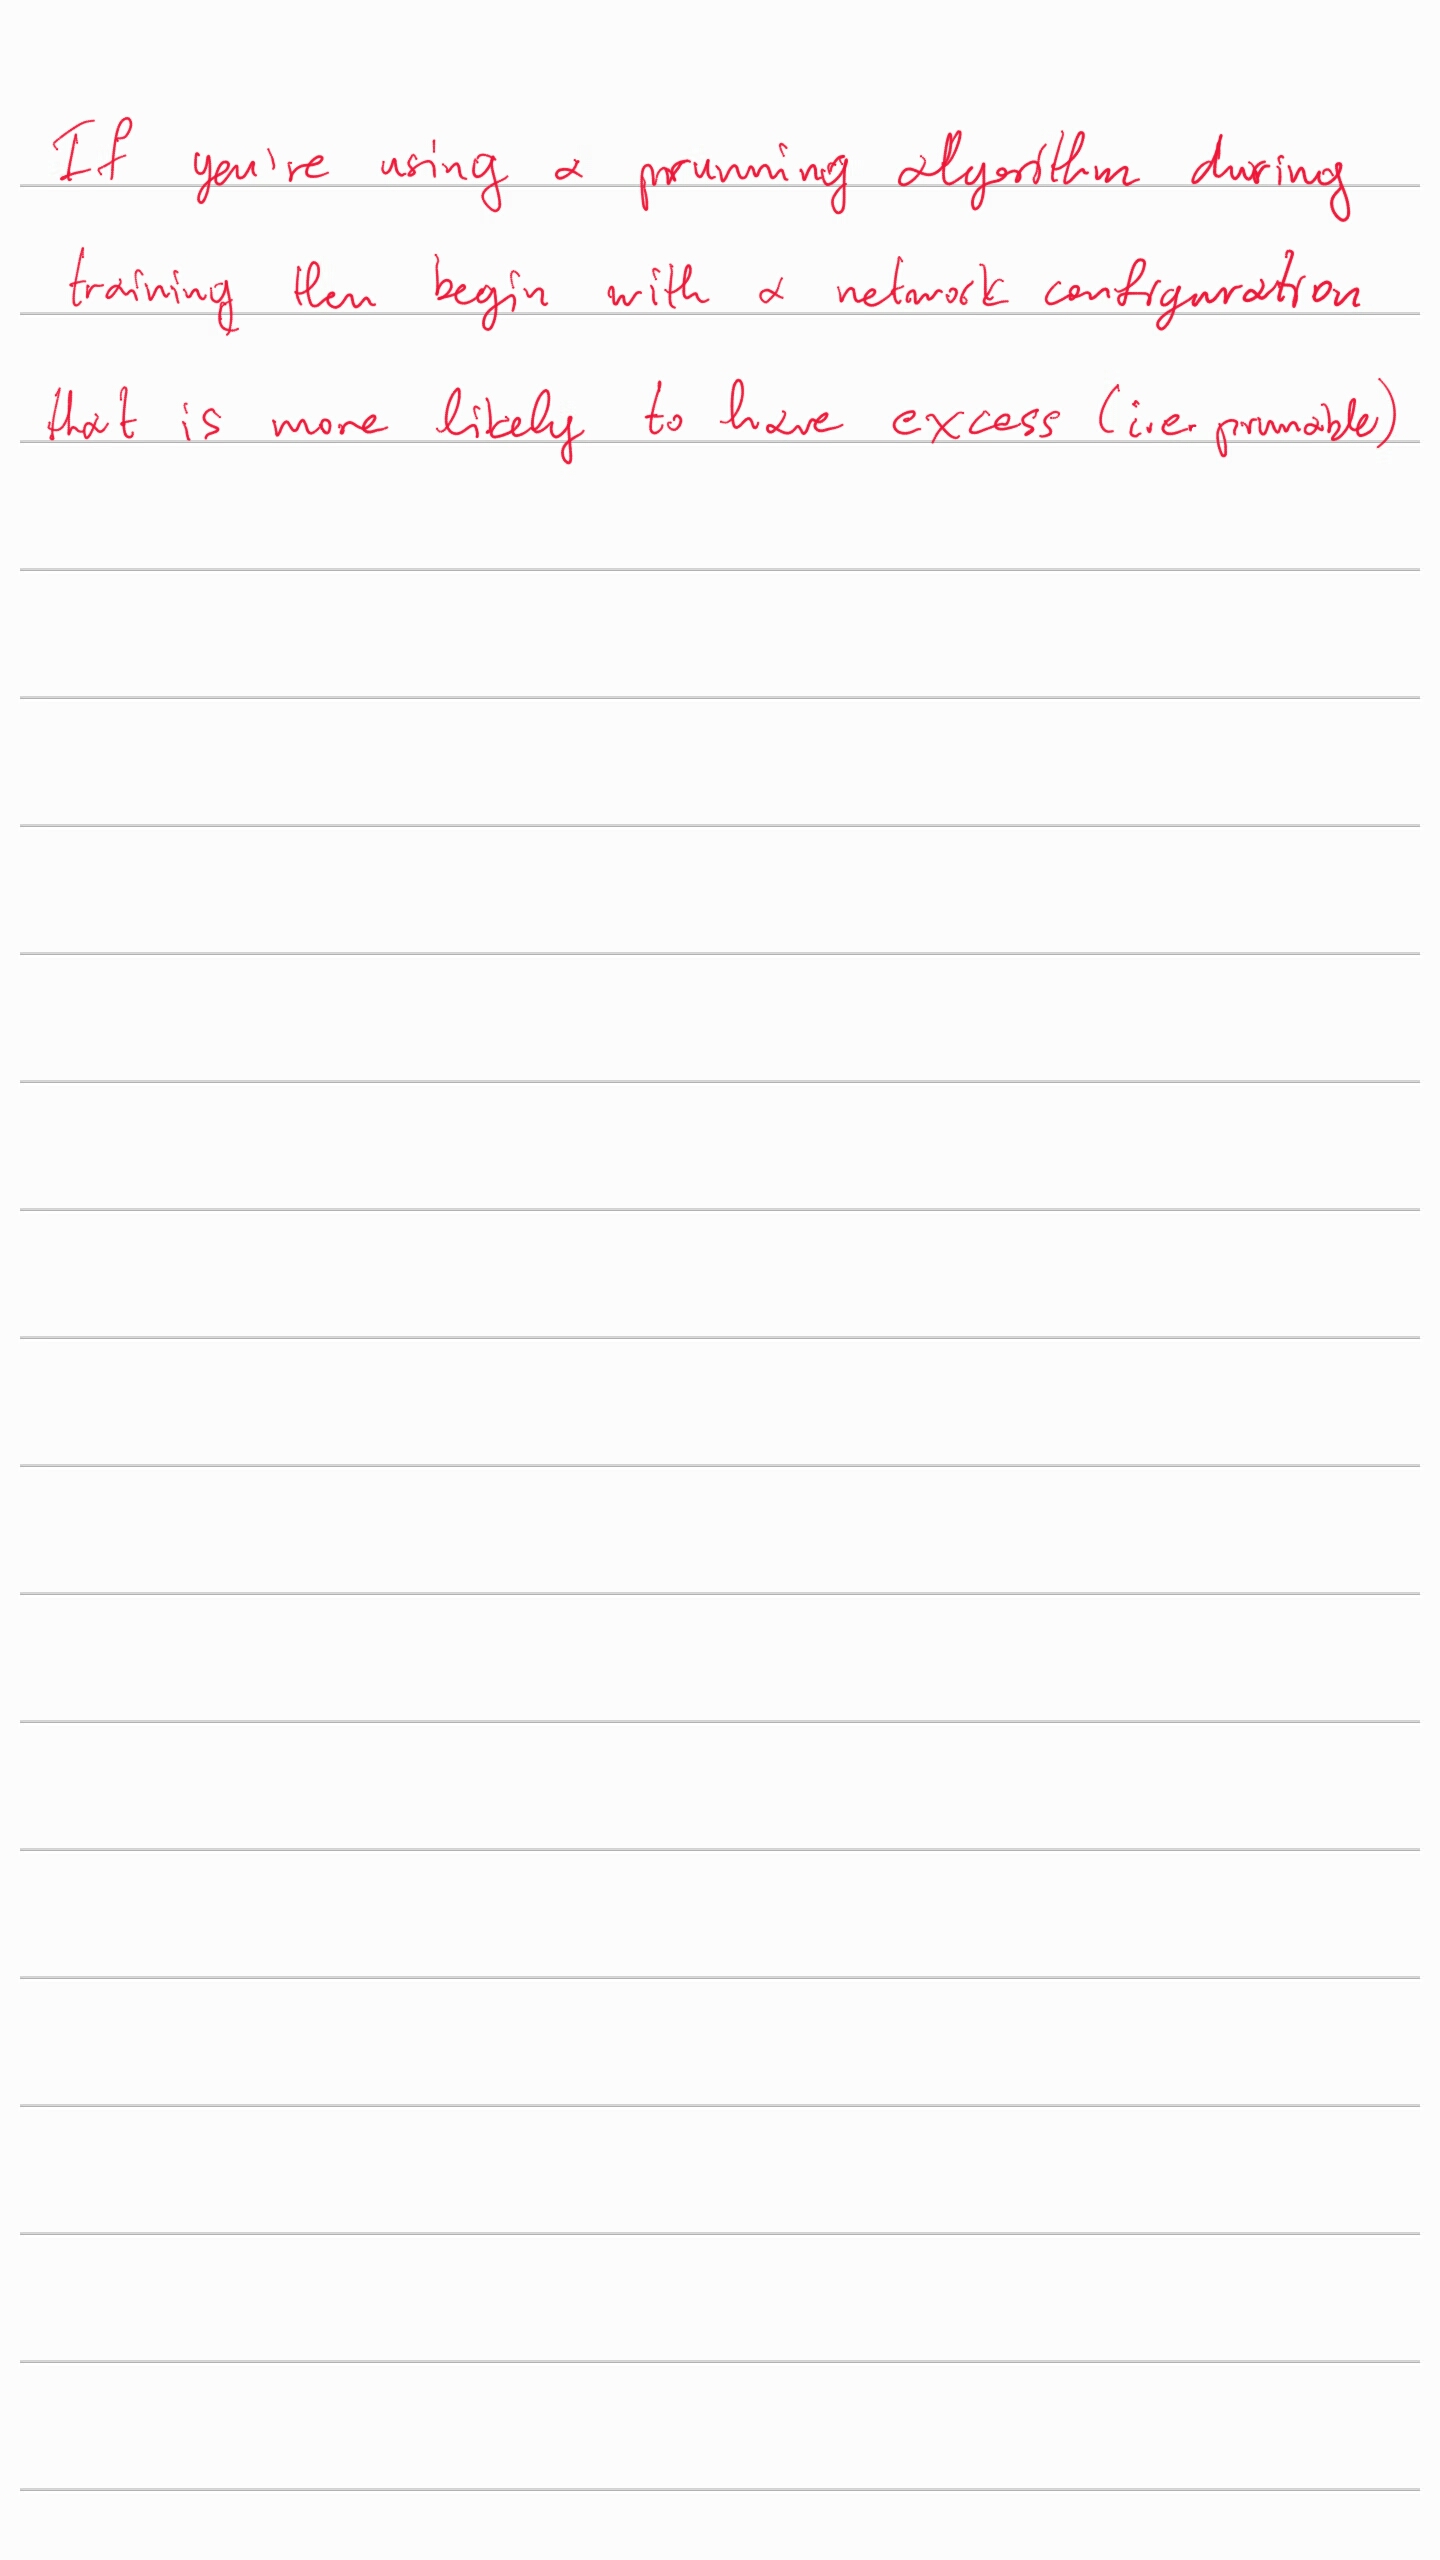 If you're using a prunning algorithm during
training then begin with a network configuration
that is more likely to have excess (i.e. prunable)